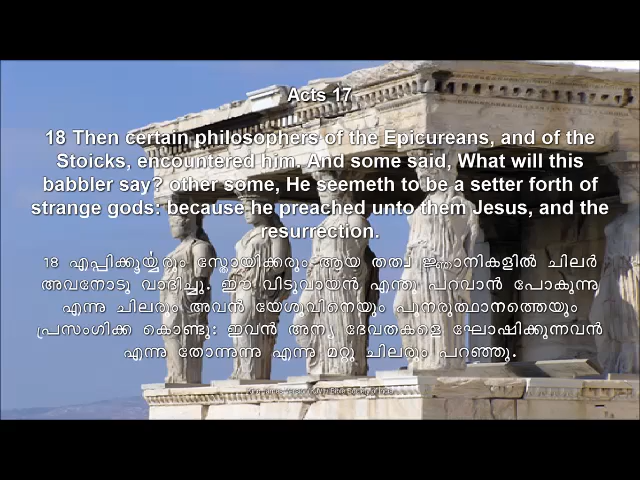 Acts 17
18 Then certain philosophers of the Epicureans, and of the
Stoicks, encountered him. And some said, What will this
babbler say? other some, He seemeth to be a setter forth of
strange gods: because he preached unto them Jesus, and the
resurrection.
18 എപ്പിക്കൂൎയ്യരും സ്തോയിക്കരും ആയ തത്വ ജ്ഞാനികളിൽ ചിലർ
അവനോടു വാദിച്ചു. ഈ വിടുവായൻ എന്തു പറവാൻ പോകുന്നു
എന്നു ചിലരും അവൻ യേശുവിനെയും പുനരുത്ഥാനത്തെയും
പ്രസംഗിക്ക കൊണ്ടു: ഇവൻ അന്യ ദേവതകളെ ഘോഷിക്കുന്നവൻ
എന്നു തോന്നുന്നു എന്നു മറ്റു ചിലരും പറഞ്ഞു.